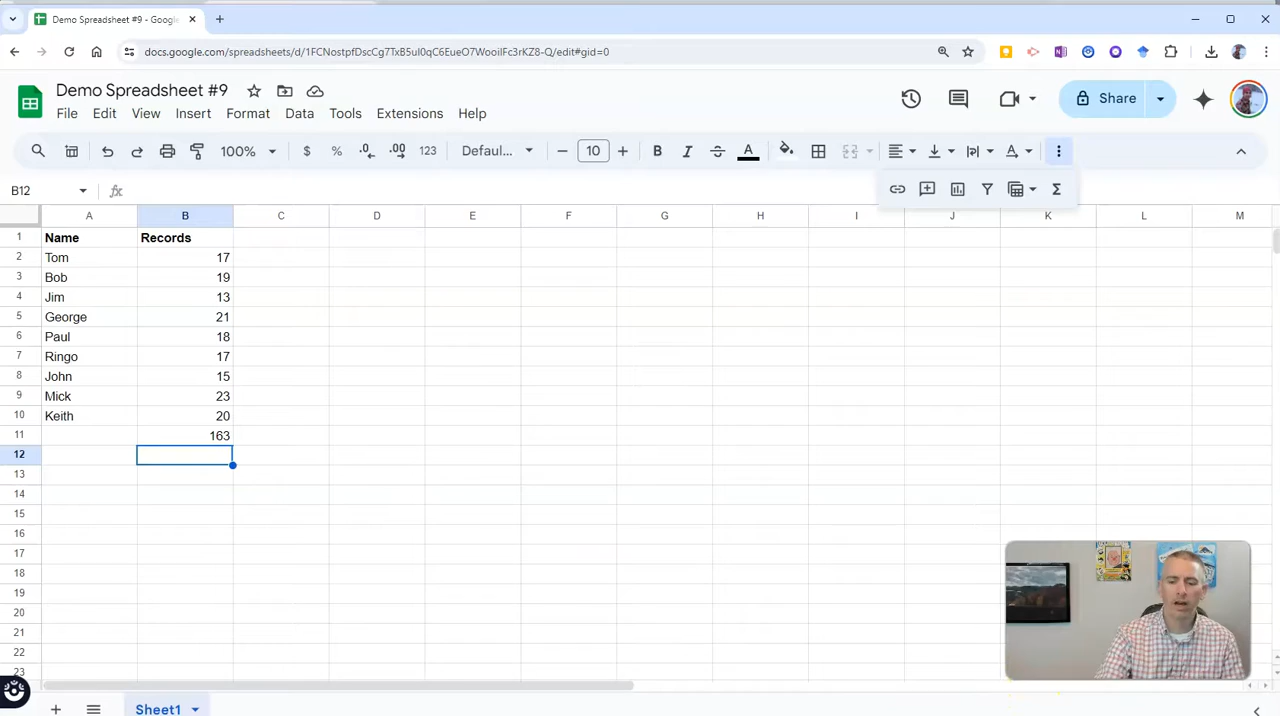 Demo Spreadsheet #9 - Google
docs.google.com/spreadsheets/d/1FCNostpfDscCg7TxB5uI0qC6EueO7WooiIFc3rKZ8-Q/edit#gid=0
Demo Spreadsheet #9
Share
File Edit View Insert Format Data Tools Extensions Help
100% $ % .0 .00 123 Defaul... 10 B I S A A
B12 fx
A B C D E F G H I J K L M
1 Name Records
2 Tom 17
3 Bob 19
4 Jim 13
5 George 21
6 Paul 18
7 Ringo 17
8 John 15
9 Mick 23
10 Keith 20
11 163
12
13
14
15
16
17
18
19
20
21
22
23
Sheet1